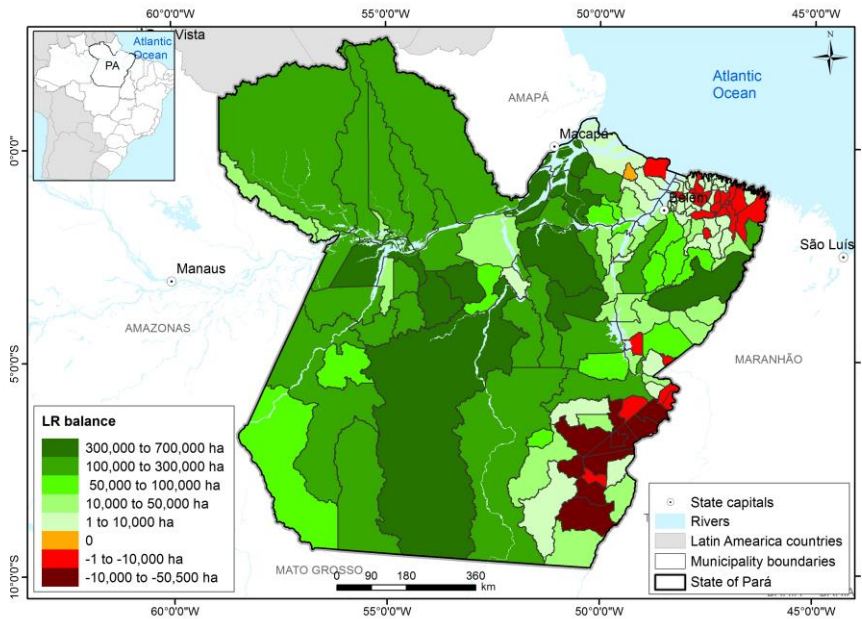 60°0'0"W 55°0'0"W 50°0'0"W 45°0'0"W
Vista
Atlantic
Ocean
PA
N
Atlantic
Ocean
AMAPÁ
Macapá
0°0'0"
Belém
São Luís
Manaus
AMAZONAS
MARANHÃO
5°0'0"S
LR balance
300,000 to 700,000 ha
100,000 to 300,000 ha
50,000 to 100,000 ha
10,000 to 50,000 ha
1 to 10,000 ha
0
-1 to -10,000 ha
-10,000 to -50,500 ha
State capitals
Rivers
Latin Amearica countries
Municipality boundaries
State of Pará
MATO GROSSO
0 90 180 360
km
10°0'0"S
60°0'0"W 55°0'0"W 50°0'0"W 45°0'0"W